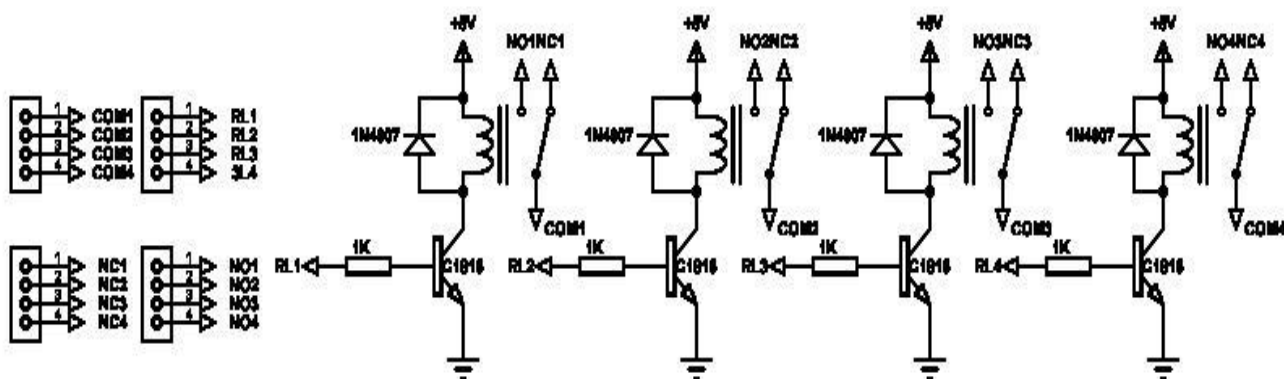 +5V +5V +5V +5V
NO1NC1 NO2NC2 NO3NC3 NO4NC4
1 COM1 1 RL1
2 COM2 2 RL2
3 COM3 3 RL3
4 COM4 4 3L4
1N4007 1N4007 1N4007 1N4007
COM1 COM2 COM3 COM4
1K 1K 1K 1K
RL1 C1815 RL2 C1815 RL3 C1815 RL4 C1815
1 NC1 1 NO1
2 NC2 2 NO2
3 NC3 3 NO3
4 NC4 4 NO4